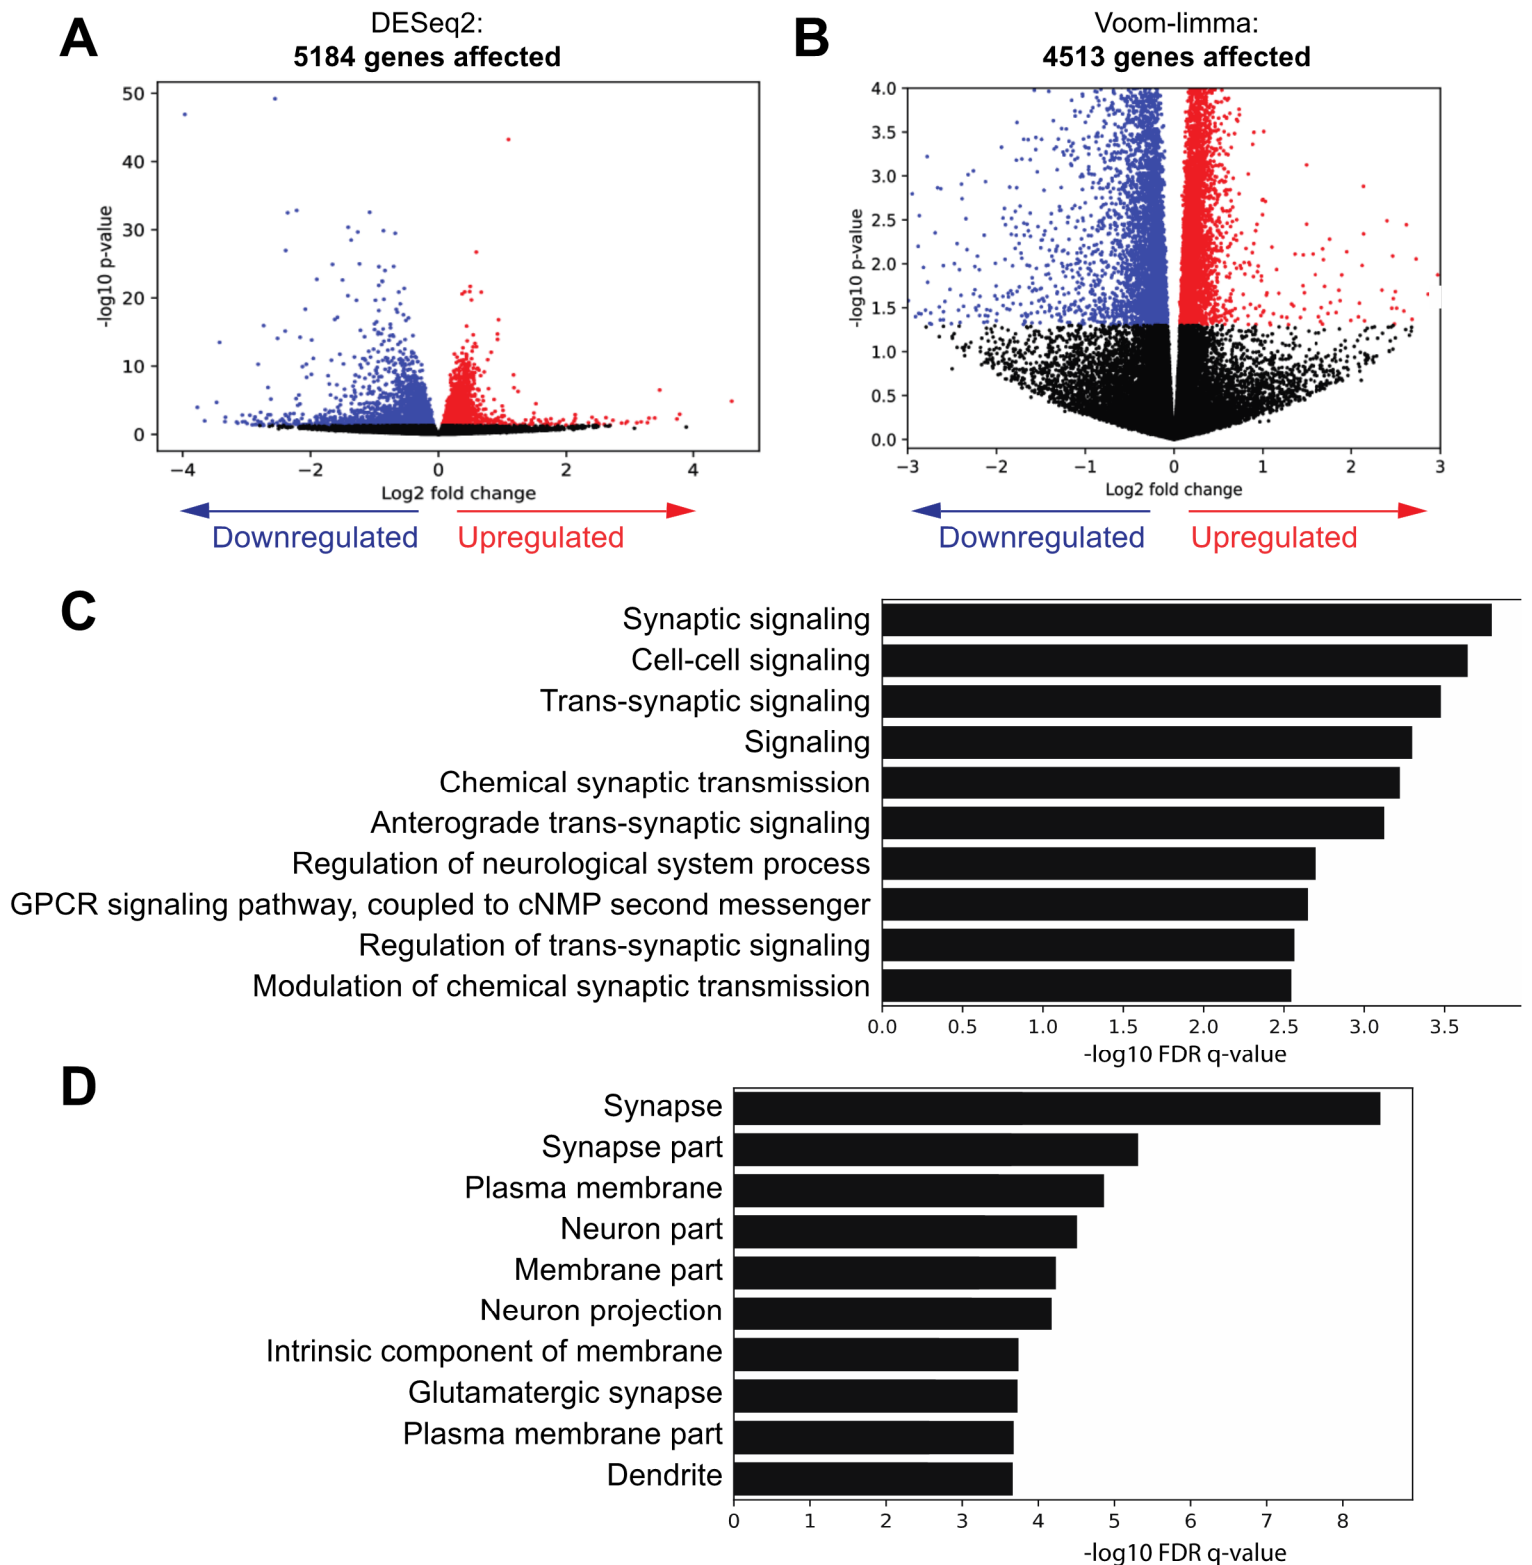 A
DESeq2:
5184 genes affected
50
40
30
20
10
0
-log10 p-value
−4
−2
0
2
4
Log2 fold change
Downregulated
Upregulated
B
Voom-limma:
4513 genes affected
4.0
3.5
3.0
2.5
2.0
1.5
1.0
0.5
0.0
-log10 p-value
−3
−2
−1
0
1
2
3
Log2 fold change
Downregulated
Upregulated
C
Synaptic signaling
Cell-cell signaling
Trans-synaptic signaling
Signaling
Chemical synaptic transmission
Anterograde trans-synaptic signaling
Regulation of neurological system process
GPCR signaling pathway, coupled to cNMP second messenger
Regulation of trans-synaptic signaling
Modulation of chemical synaptic transmission
0.0
0.5
1.0
1.5
2.0
2.5
3.0
3.5
-log10 FDR q-value
D
Synapse
Synapse part
Plasma membrane
Neuron part
Membrane part
Neuron projection
Intrinsic component of membrane
Glutamatergic synapse
Plasma membrane part
Dendrite
0
1
2
3
4
5
6
7
8
-log10 FDR q-value